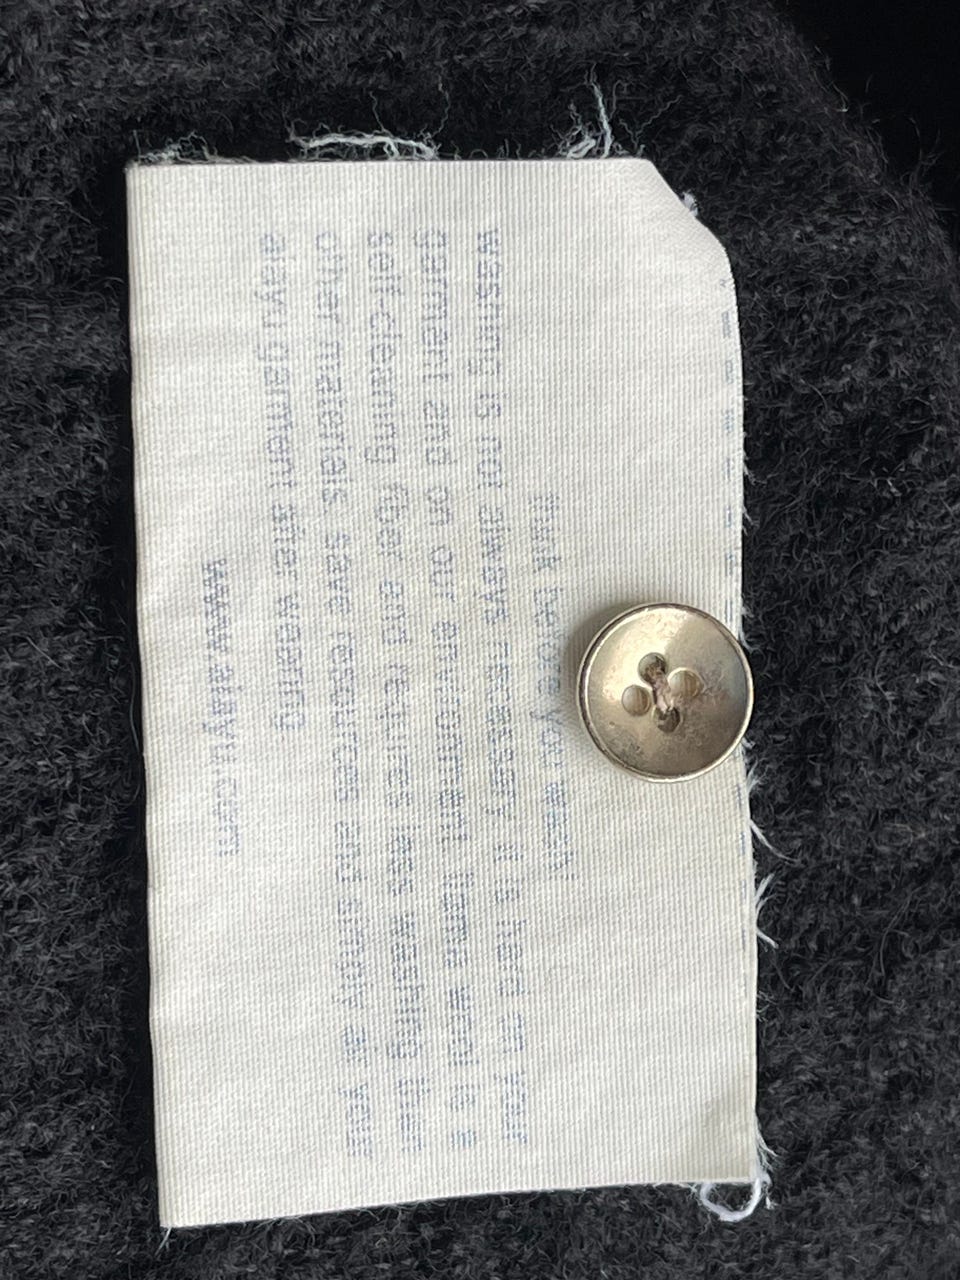 think before you wash!
washing is not always necessary. it is hard on your
garment and on our environment. llama wool is a
self-cleaning fiber and requires less washing then
other materials. save resources and simply air your
alayu garment after wearing
www.alayu.com